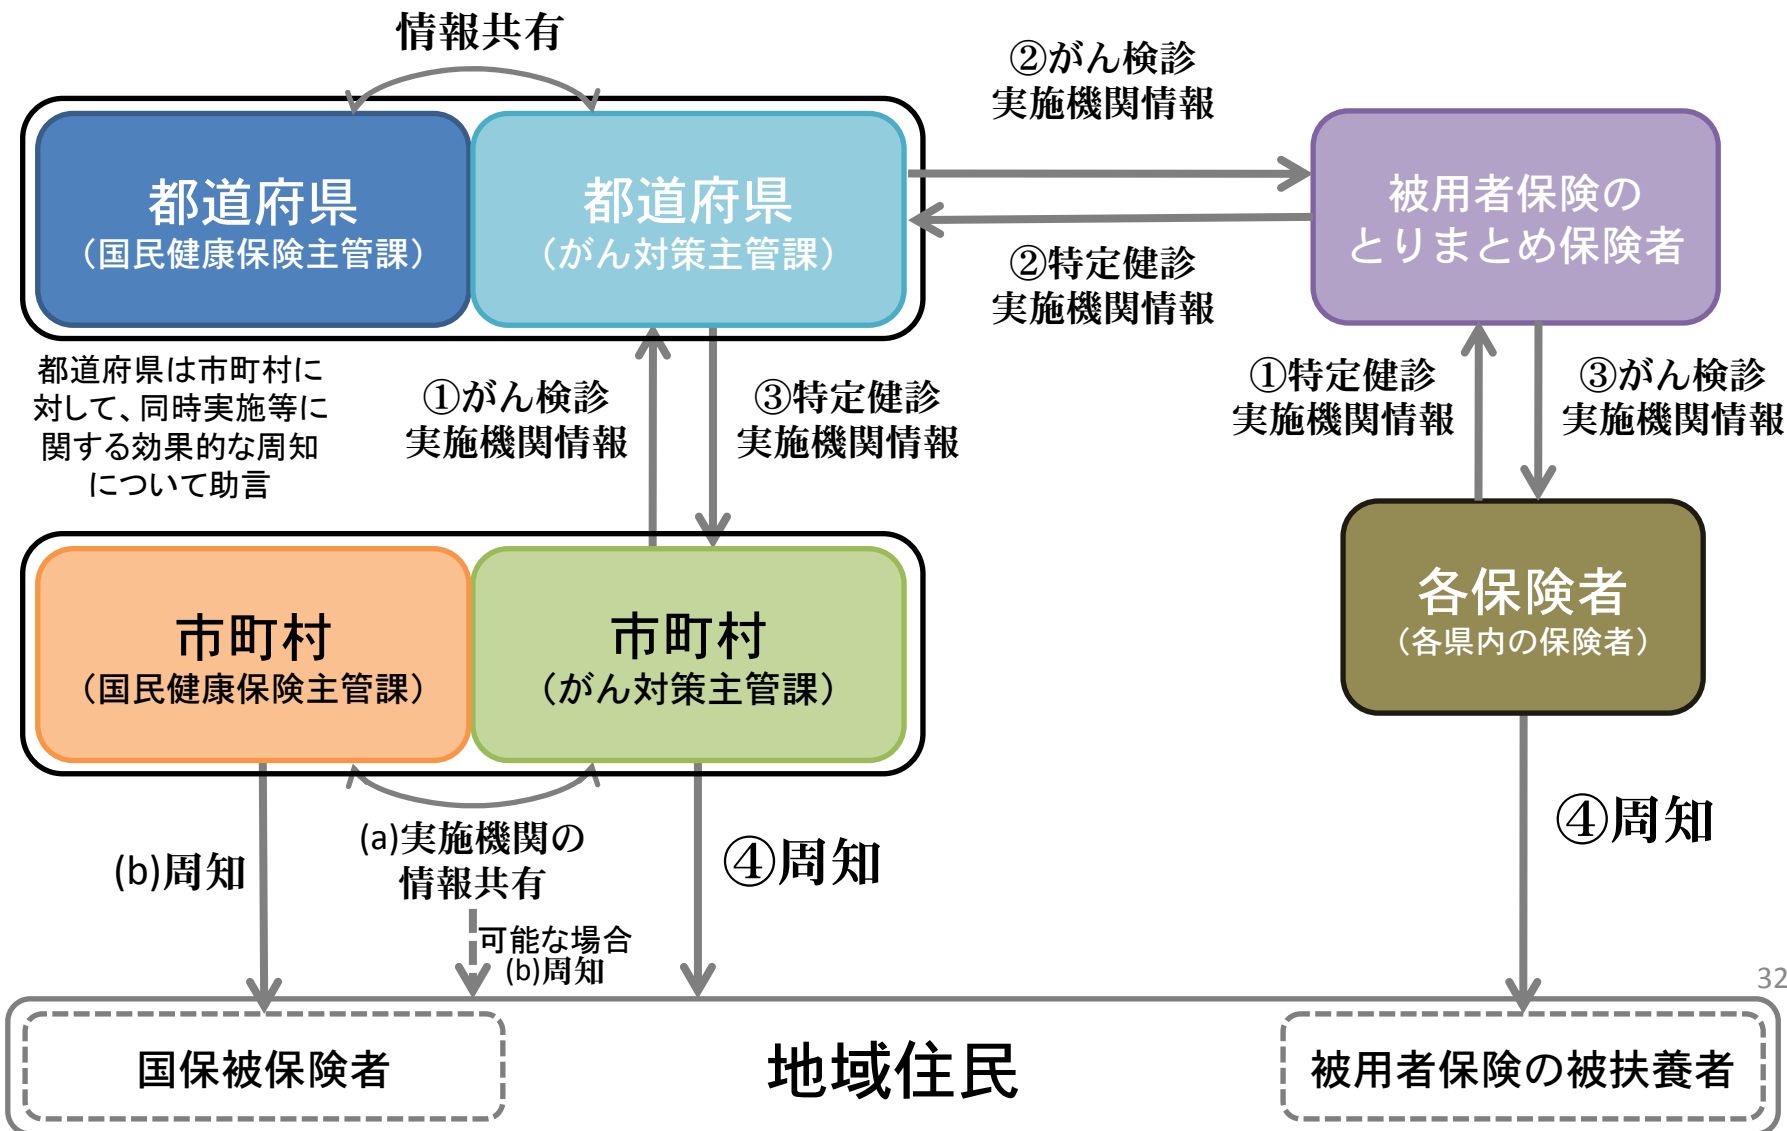 情報共有
②がん検診
実施機関情報
都道府県
（国民健康保険主管課）
都道府県
（がん対策主管課）
被用者保険の
とりまとめ保険者
②特定健診
実施機関情報
都道府県は市町村に
対して、同時実施等に
関する効果的な周知
について助言
①がん検診
実施機関情報
③特定健診
実施機関情報
①特定健診
実施機関情報
③がん検診
実施機関情報
市町村
（国民健康保険主管課）
市町村
（がん対策主管課）
各保険者
（各県内の保険者）
(b)周知
(a)実施機関の
情報共有
④周知
④周知
可能な場合
(b)周知
32
国保被保険者
地域住民
被用者保険の被扶養者